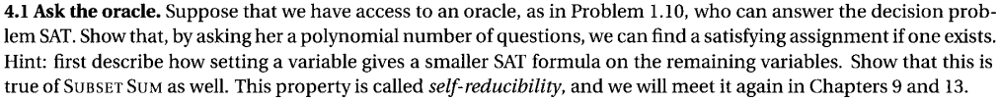 4.1 Ask the oracle. Suppose that we have access to an oracle, as in Problem 1.10, who can answer the decision prob-
lem SAT. Show that, by asking her a polynomial number of questions, we can find a satisfying assignment if one exists.
Hint: first describe how setting a variable gives a smaller SAT formula on the remaining variables. Show that this is
true of SUBSET SUM as well. This property is called self-reducibility, and we will meet it again in Chapters 9 and 13.